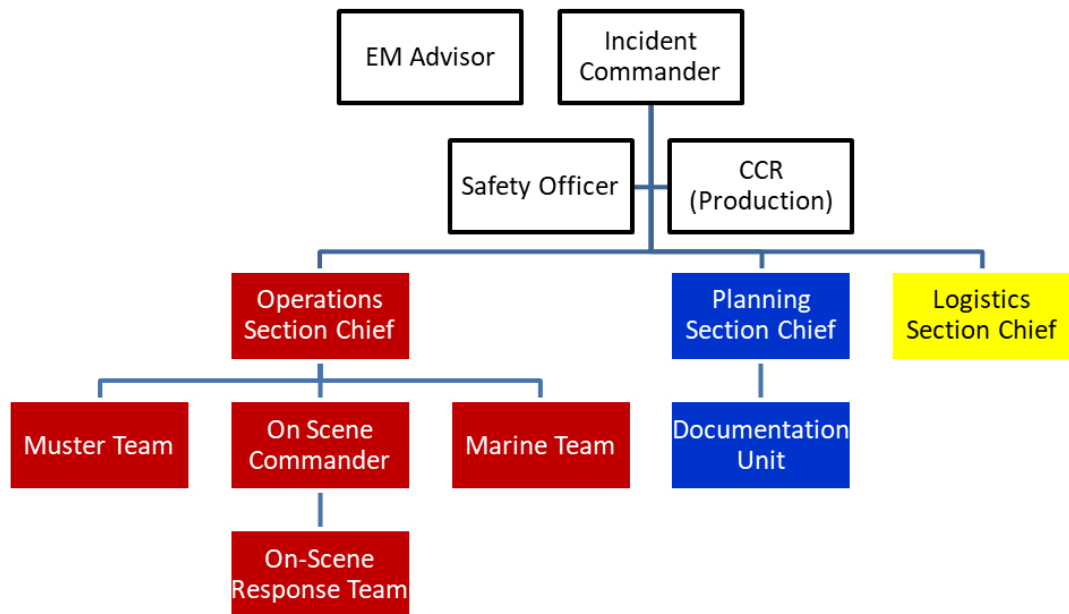 EM Advisor
Incident
Commander
Safety Officer
CCR
(Production)
Operations
Section Chief
Planning
Section Chief
Logistics
Section Chief
Muster Team
On Scene
Commander
Marine Team
Documentation
Unit
On-Scene
Response Team